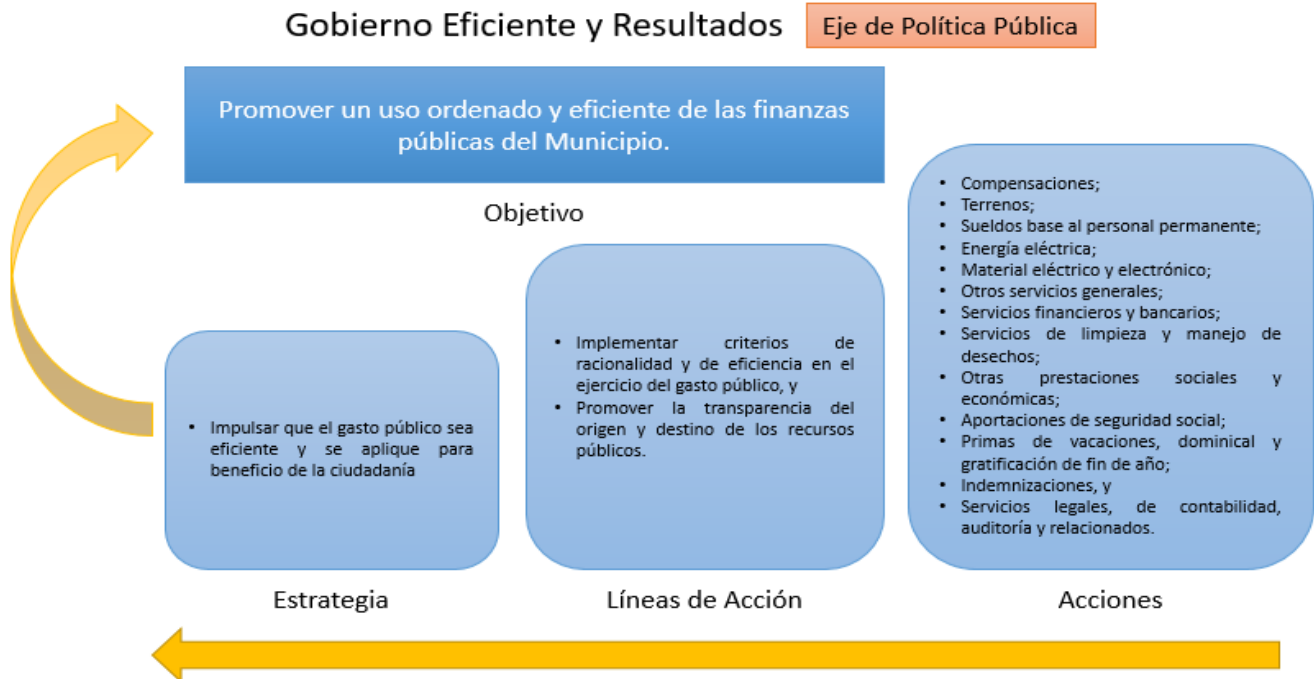 Gobierno Eficiente y Resultados
Eje de Política Pública
Promover un uso ordenado y eficiente de las finanzas
públicas del Municipio.
Objetivo
• Impulsar que el gasto público sea
eficiente y se aplique para
beneficio de la ciudadanía
Estrategia
• Implementar criterios de
racionalidad y de eficiencia en el
ejercicio del gasto público, y
• Promover la transparencia del
origen y destino de los recursos
públicos.
Líneas de Acción
• Compensaciones;
• Terrenos;
• Sueldos base al personal permanente;
• Energía eléctrica;
• Material eléctrico y electrónico;
• Otros servicios generales;
• Servicios financieros y bancarios;
• Servicios de limpieza y manejo de
desechos;
• Otras prestaciones sociales y
económicas;
• Aportaciones de seguridad social;
• Primas de vacaciones, dominical y
gratificación de fin de año;
• Indemnizaciones, y
• Servicios legales, de contabilidad,
auditoría y relacionados.
Acciones